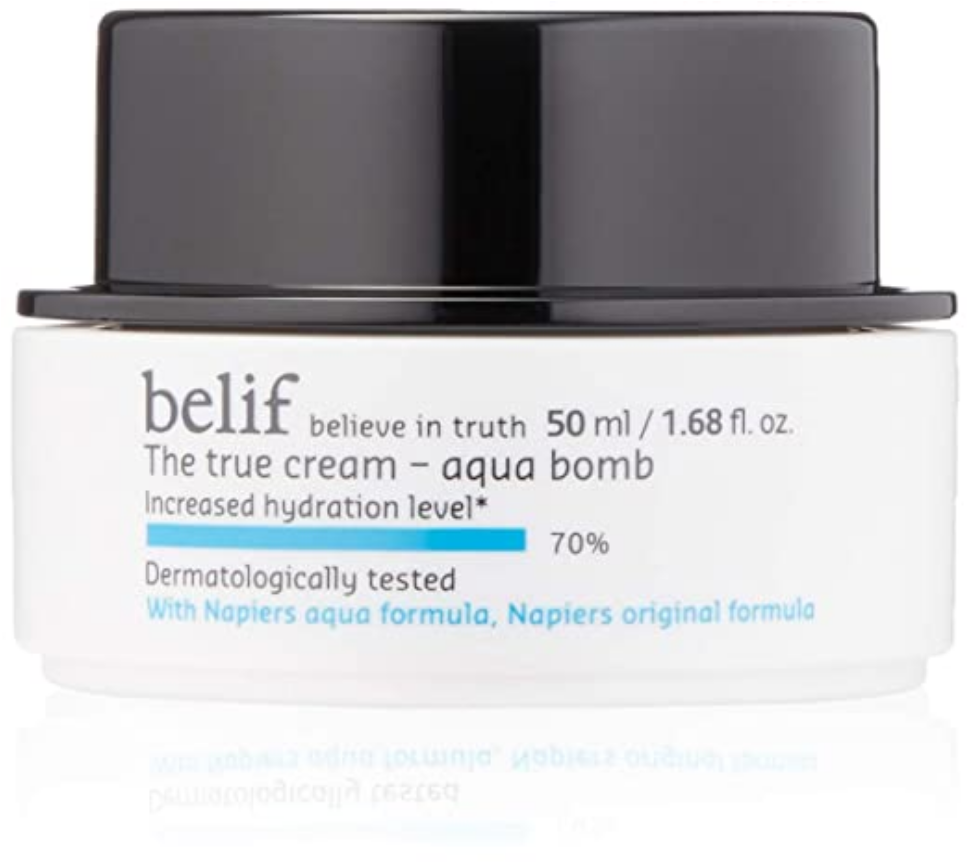 belif believe in truth 50 ml / 1.68 fl. oz.
The true cream – aqua bomb
Increased hydration level*
70%
Dermatologically tested
With Napiers aqua formula, Napiers original formula